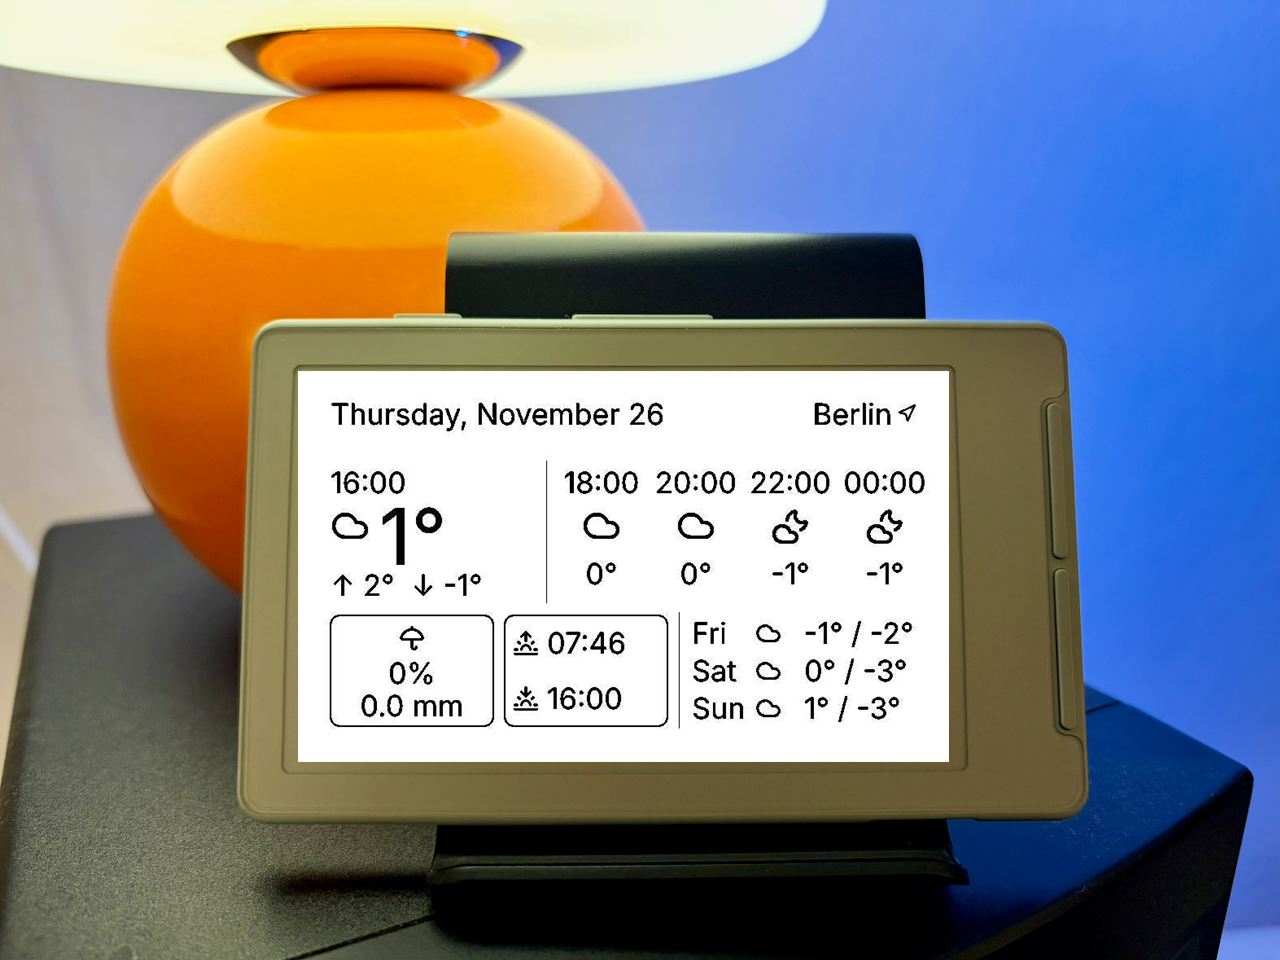 Thursday, November 26
Berlin
16:00
1°
↑ 2° ↓ -1°
18:00 20:00 22:00 00:00
0° 0° -1° -1°
0%
0.0 mm
07:46
16:00
Fri -1° / -2°
Sat 0° / -3°
Sun 1° / -3°